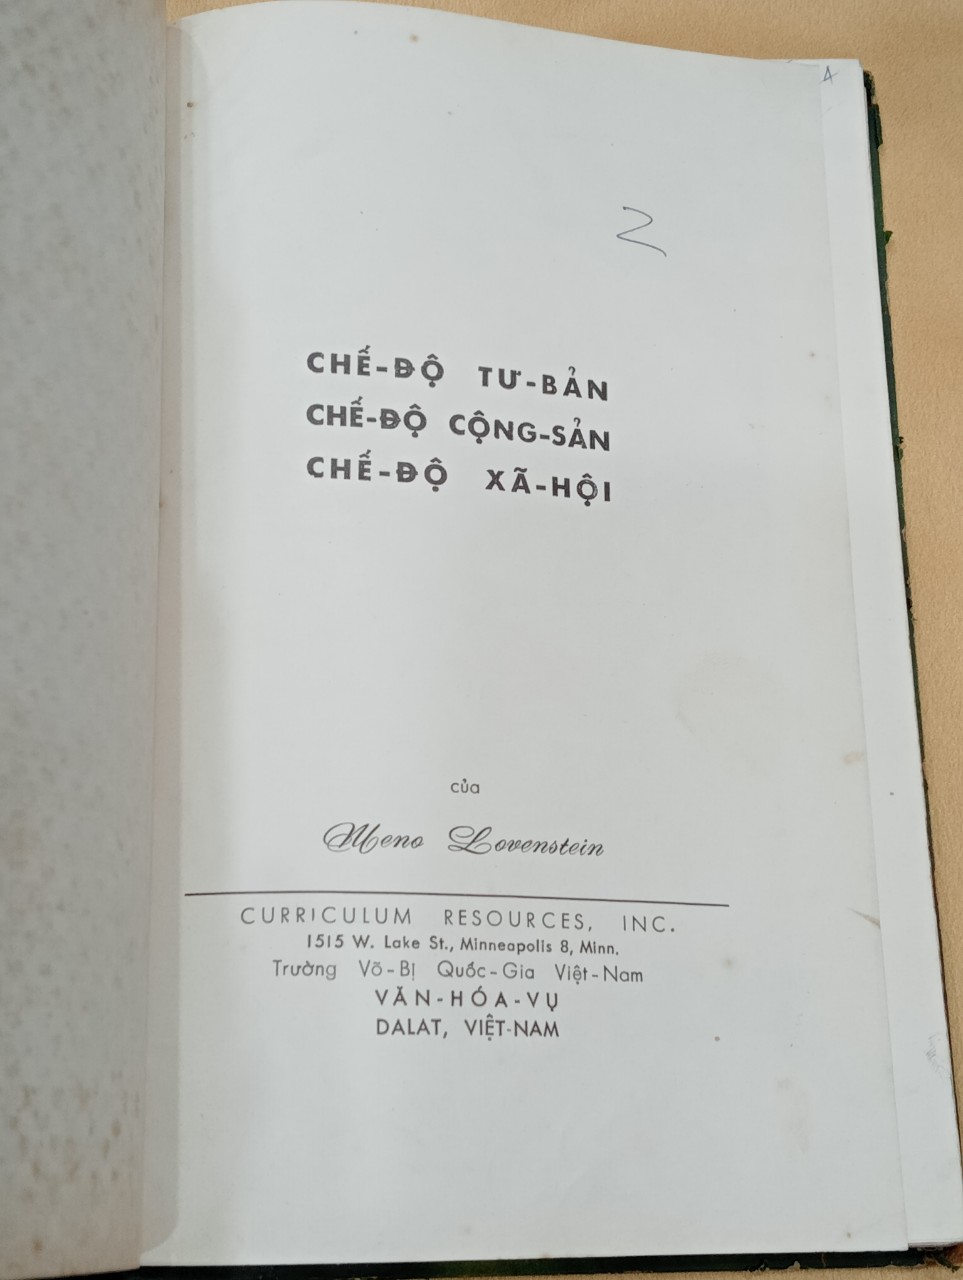 4
2
CHẾ-ĐỘ TƯ-BẢN
CHẾ-ĐỘ CỘNG-SẢN
CHẾ-ĐỘ XÃ-HỘI
của
Meno Lovenstein
CURRICULUM RESOURCES, INC.
1515 W. Lake St., Minneapolis 8, Minn.
Trường Võ-Bị Quốc-Gia Việt-Nam
VĂN-HÓA-VỤ
DALAT, VIỆT-NAM